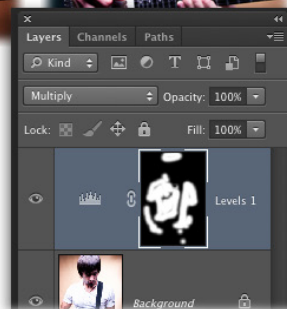 Layers Channels Paths
Kind T
Multiply Opacity: 100%
Lock: Fill: 100%
Levels 1
Background